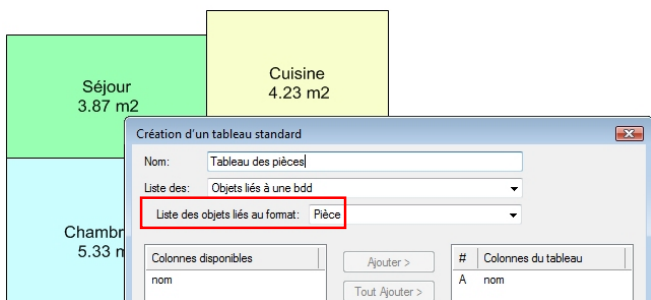 Cuisine
4.23 m2
Séjour
3.87 m2
Création d'un tableau standard
Nom: Tableau des pièces
Liste des: Objets liés à une bdd
Liste des objets liés au format: Pièce
Chambr
5.33 m
Colonnes disponibles
nom
Ajouter >
Tout Ajouter >
# Colonnes du tableau
A nom